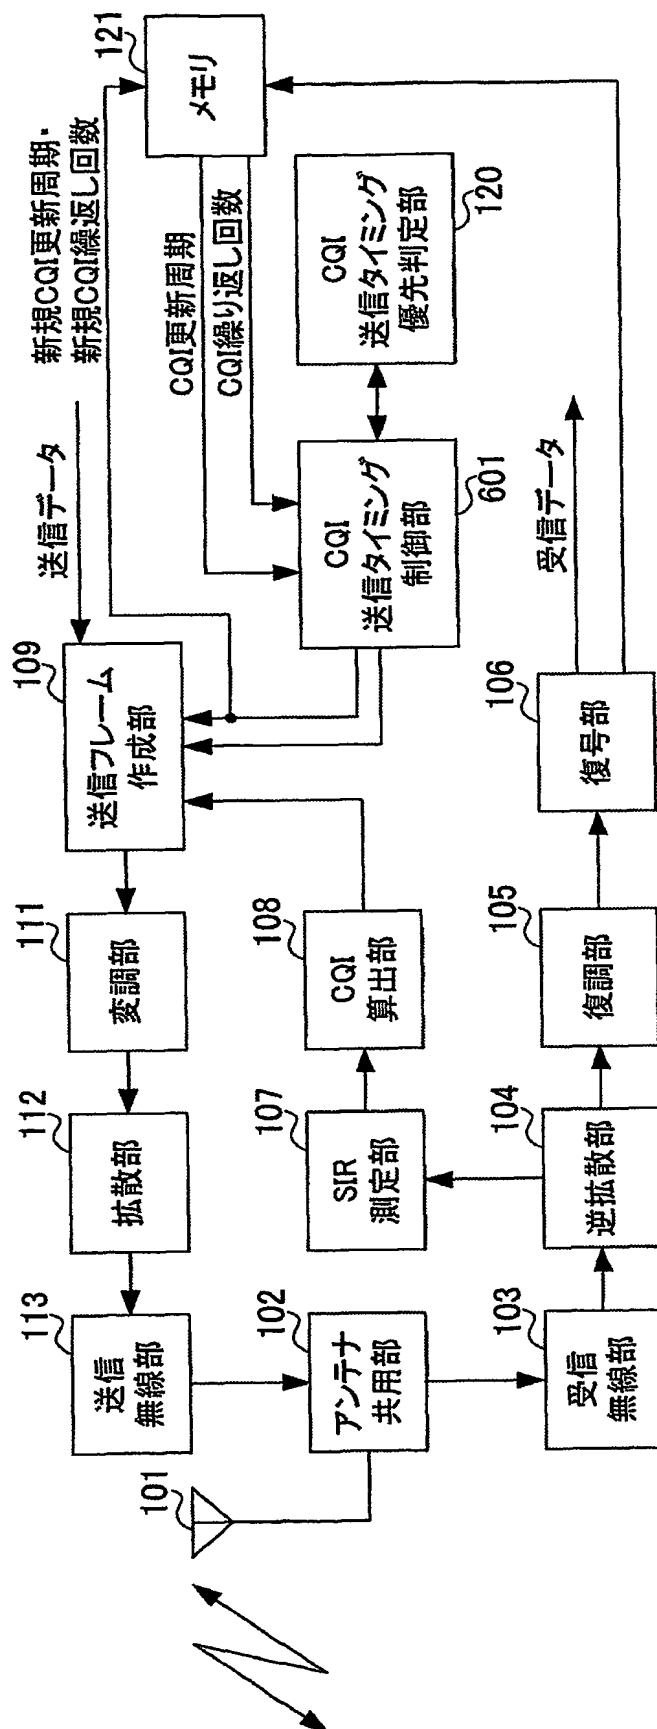 101
113
送信
無線部
112
拡散部
111
変調部
109
送信フレーム
作成部
送信データ
新規CQI更新周期・
新規CQI繰返し回数
121
メモリ
102
アンテナ
共用部
107
SIR
測定部
108
CQI
算出部
CQI更新周期
CQI繰り返し回数
CQI
送信タイミング
制御部
601
CQI
送信タイミング
優先判定部
120
103
受信
無線部
104
逆拡散部
105
復調部
106
復号部
受信データ